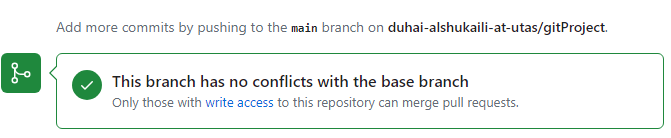 Add more commits by pushing to the main branch on duhai-alshukaili-at-utas/gitProject.
This branch has no conflicts with the base branch
Only those with write access to this repository can merge pull requests.